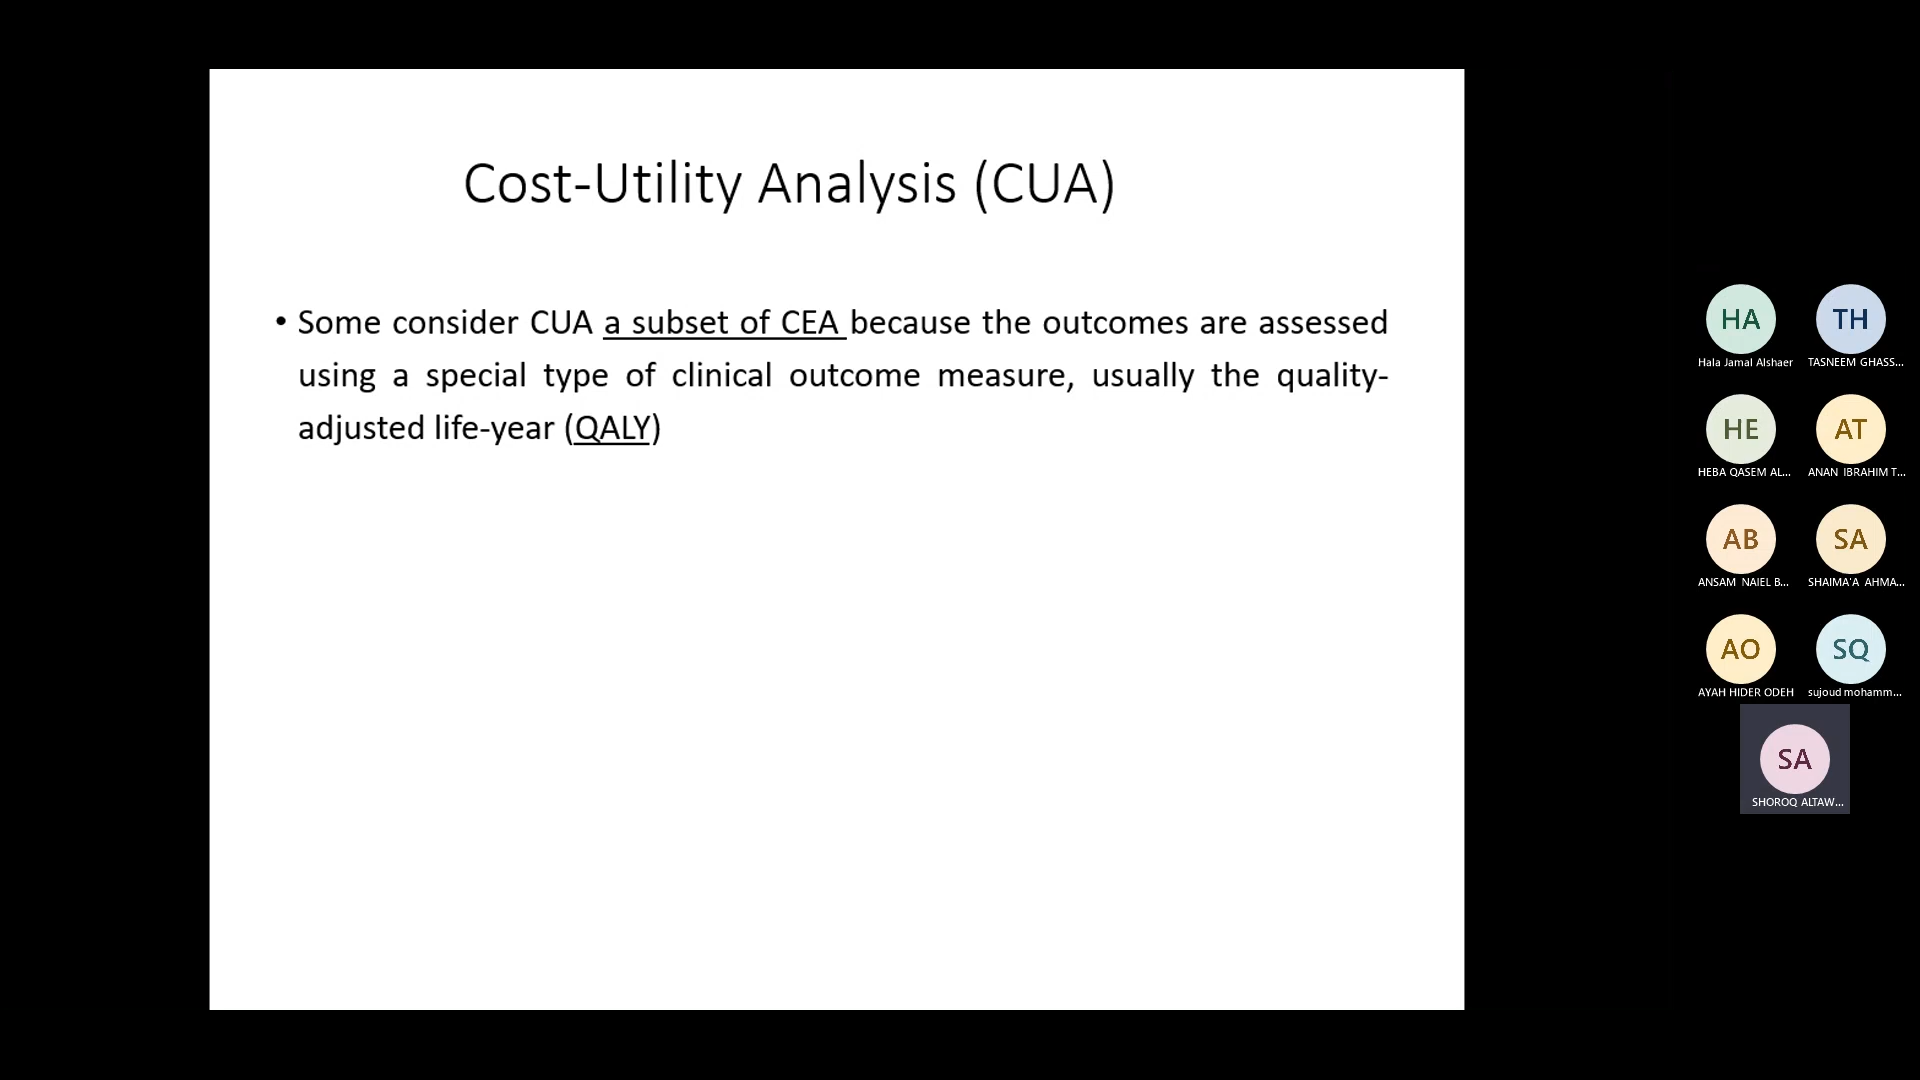 Cost-Utility Analysis (CUA)
• Some consider CUA a subset of CEA because the outcomes are assessed
using a special type of clinical outcome measure, usually the quality-
adjusted life-year (QALY)
HA
Hala Jamal Alshaer
TH
TASNEEM GHASS...
HE
HEBA QASEM AL...
AT
ANAN IBRAHIM T...
AB
ANSAM NAIEL B...
SA
SHAIMA'A AHMA...
AO
AYAH HIDER ODEH
SQ
sujoud mohamm...
SA
SHOROQ ALTAW...